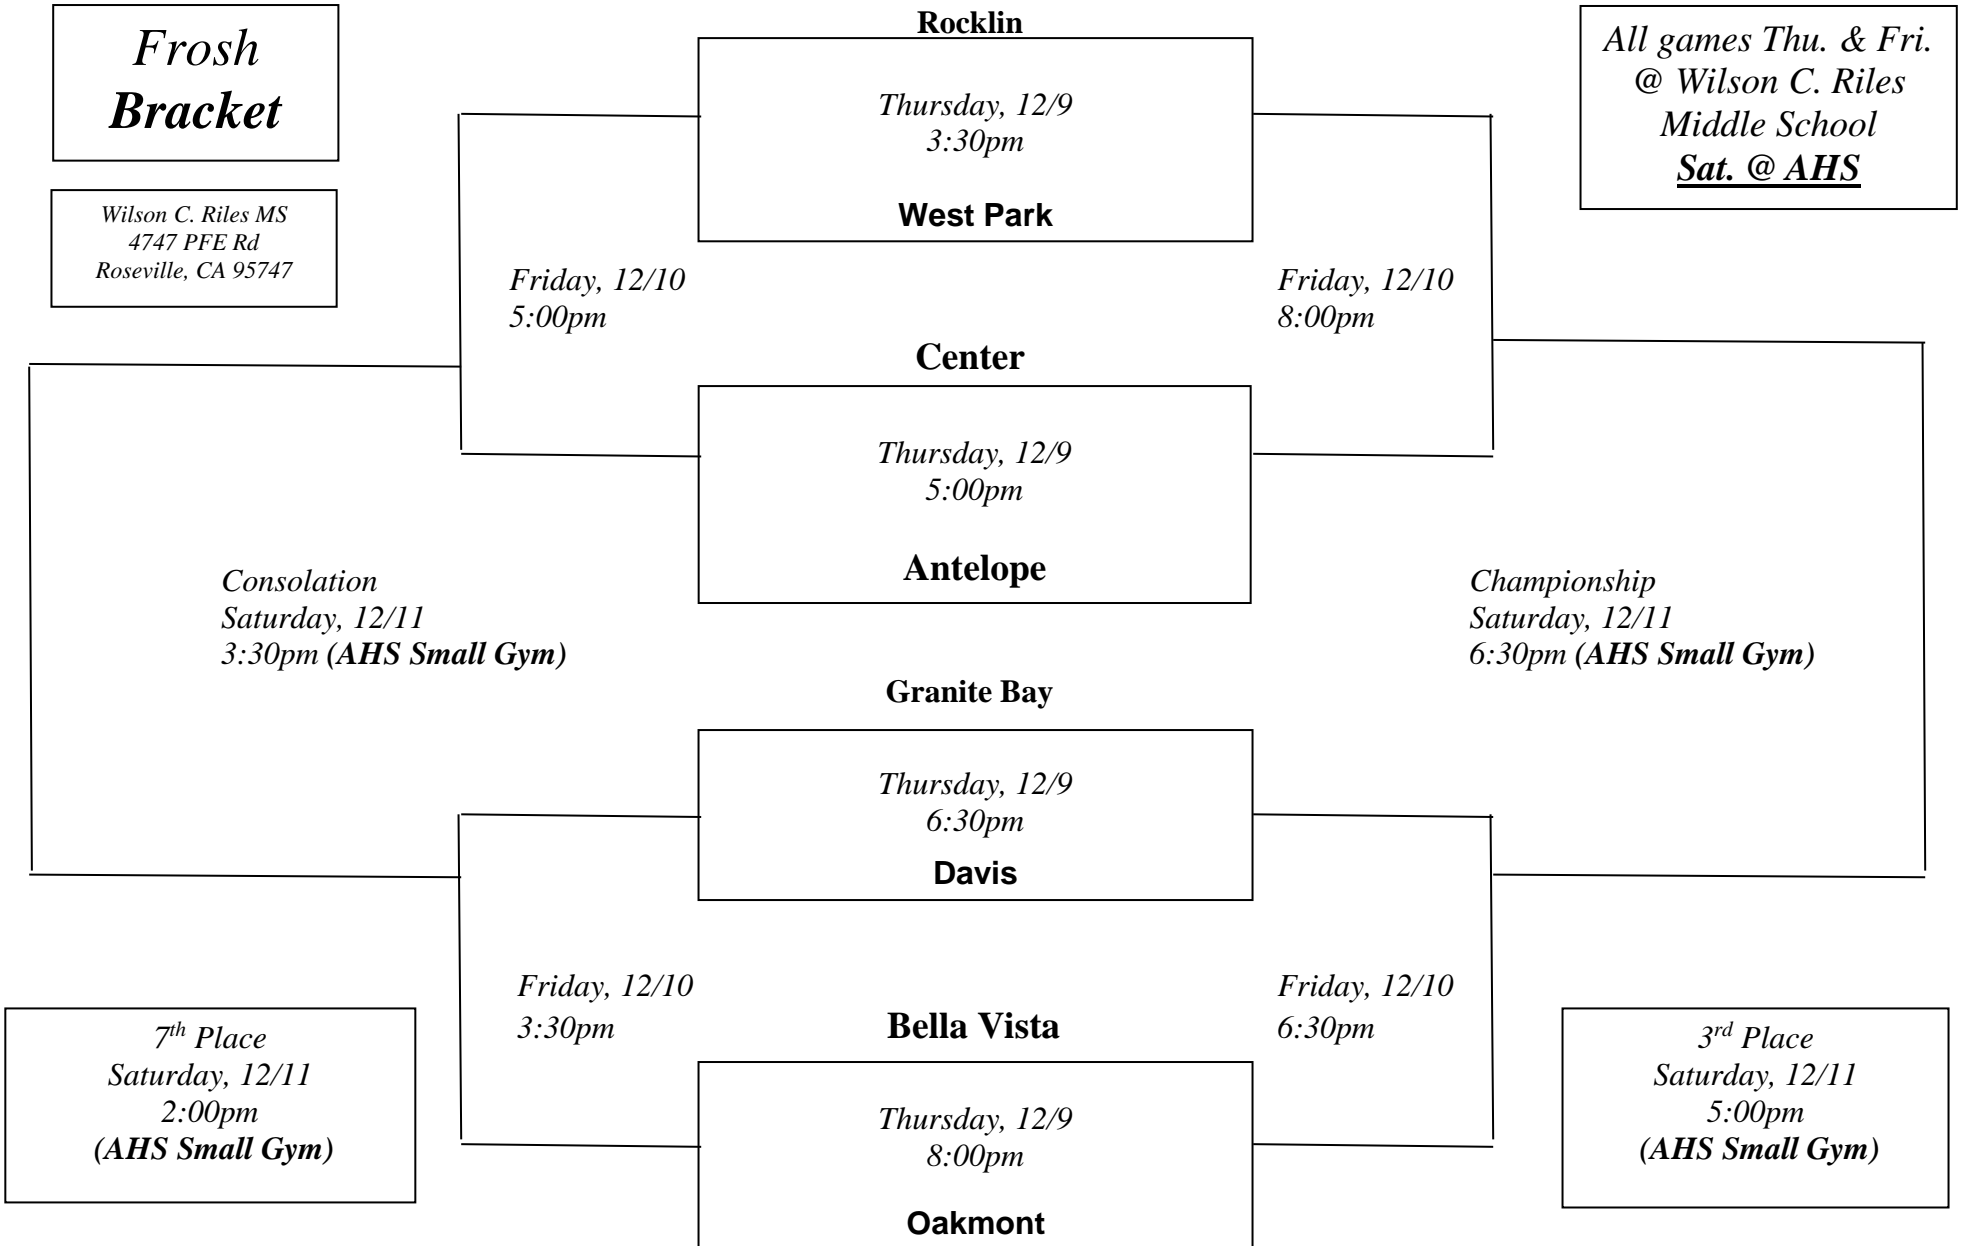 Frosh
Bracket
Rocklin
All games Thu. & Fri.
@ Wilson C. Riles
Middle School
Sat. @ AHS
Thursday, 12/9
3:30pm
West Park
Wilson C. Riles MS
4747 PFE Rd
Roseville, CA 95747
Friday, 12/10
5:00pm
Friday, 12/10
8:00pm
Center
Thursday, 12/9
5:00pm
Antelope
Consolation
Saturday, 12/11
3:30pm (AHS Small Gym)
Championship
Saturday, 12/11
6:30pm (AHS Small Gym)
Granite Bay
Thursday, 12/9
6:30pm
Davis
Friday, 12/10
3:30pm
Friday, 12/10
6:30pm
Bella Vista
7th Place
Saturday, 12/11
2:00pm
(AHS Small Gym)
Thursday, 12/9
8:00pm
Oakmont
3rd Place
Saturday, 12/11
5:00pm
(AHS Small Gym)